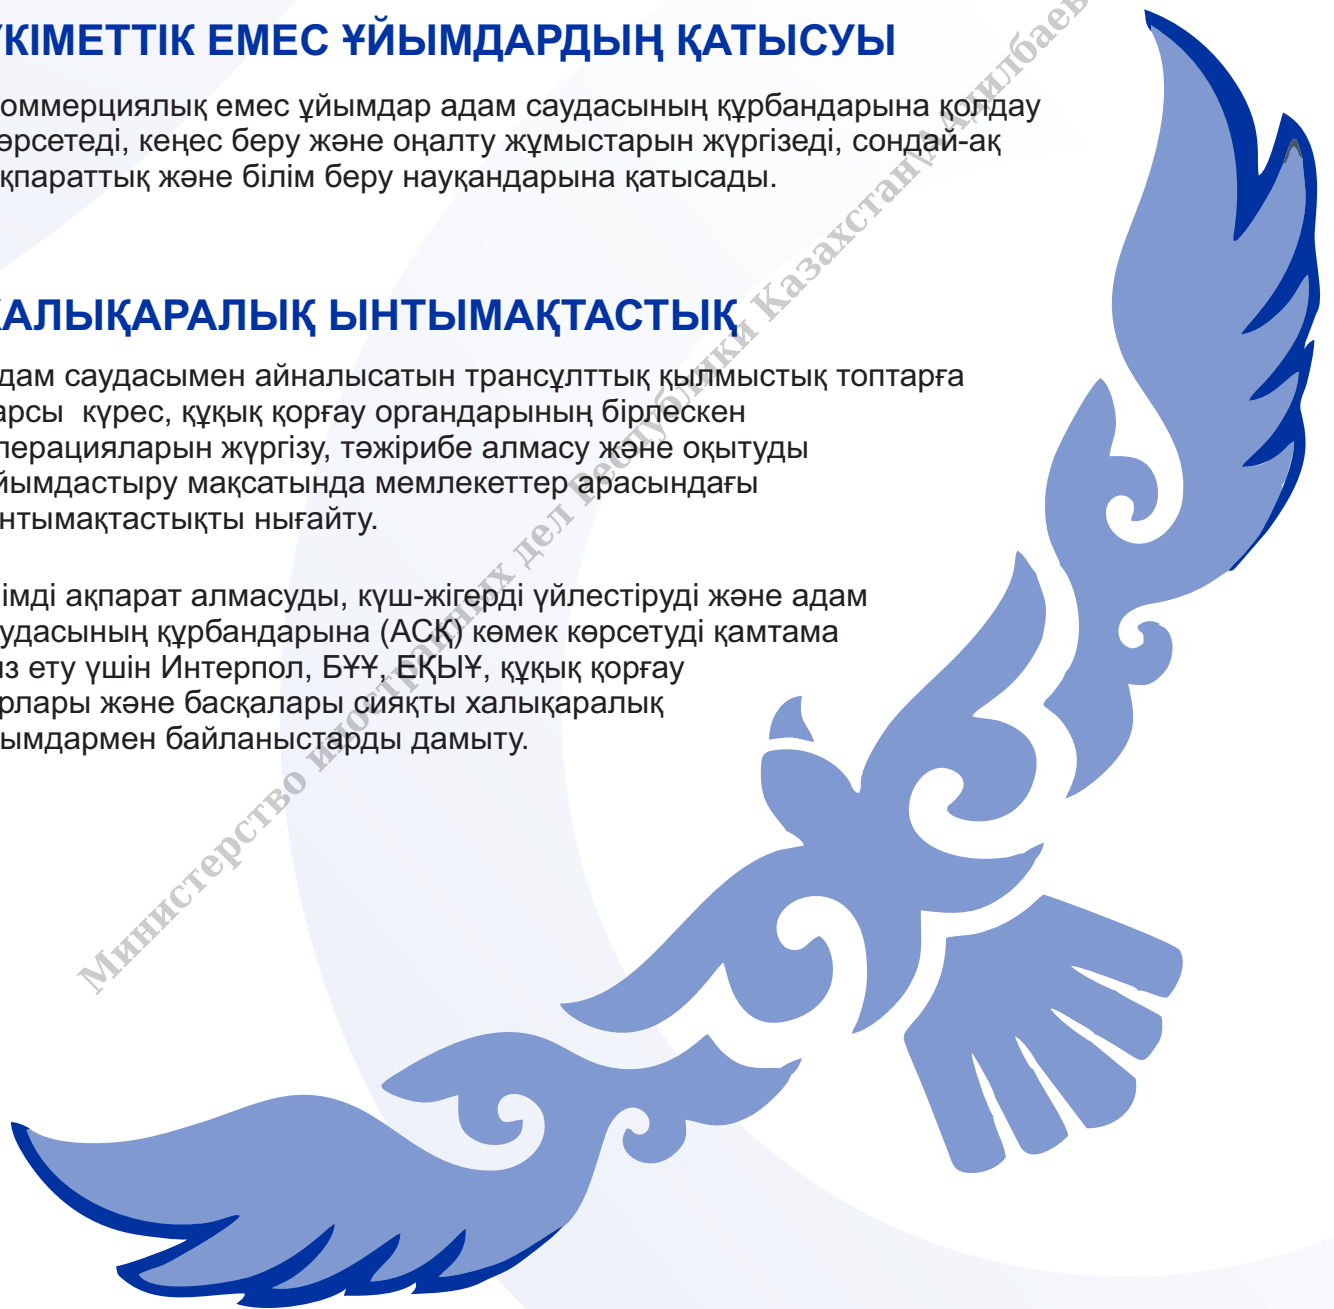 ҮКІМЕТТІК ЕМЕС ҰЙЫМДАРДЫҢ ҚАТЫСУЫ
оммерциялық емес ұйымдар адам саудасының құрбандарына қолдау
өрсетеді, кеңес беру және оңалту жұмыстарын жүргізеді, сондай-ақ
қпараттық және білім беру науқандарына қатысады.
ХАЛЫҚАРАЛЫҚ ЫНТЫМАҚТАСТЫҚ
дам саудасымен айналысатын трансұлттық қылмыстық топтарға
арсы күрес, құқық қорғау органдарының бірлескен
перацияларын жүргізу, тәжірибе алмасу және оқытуды
йымдастыру мақсатында мемлекеттер арасындағы
нтымақтастықты нығайту.
імді ақпарат алмасуды, күш-жігерді үйлестіруді және адам
удасының құрбандарына (АСҚ) көмек көрсетуді қамтама
із ету үшін Интерпол, БҰҰ, ЕҚЫҰ, құқық қорғау
рлары және басқалары сияқты халықаралық
ымдармен байланыстарды дамыту.
Министерство иностранных дел Республики Казахстан\А.Адилбаев